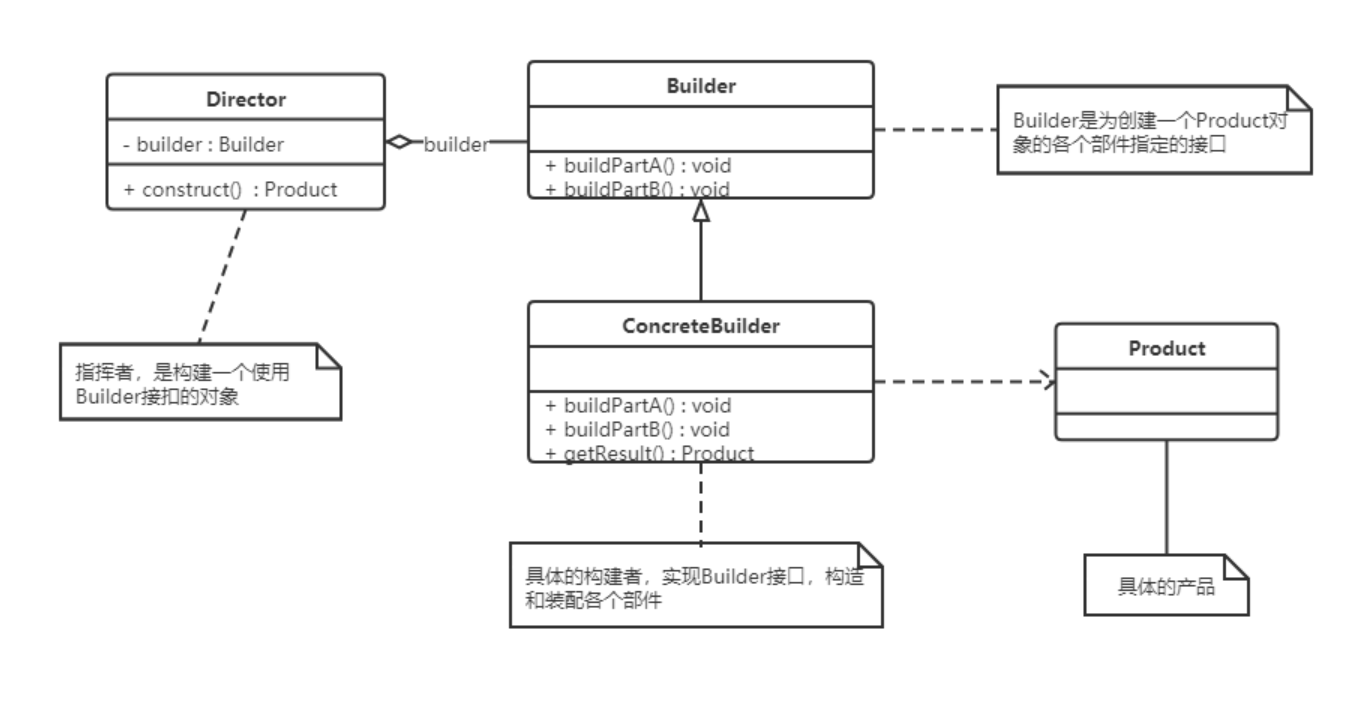 Director
- builder : Builder
+ construct() : Product
builder
Builder
+ buildPartA() : void
+ buildPartB() : void
Builder是为创建一个Product对
象的各个部件指定的接口
指挥者，是构建一个使用
Builder接扣的对象
ConcreteBuilder
+ buildPartA() : void
+ buildPartB() : void
+ getResult() : Product
Product
具体的构建者，实现Builder接口，构造
和装配各个部件
具体的产品